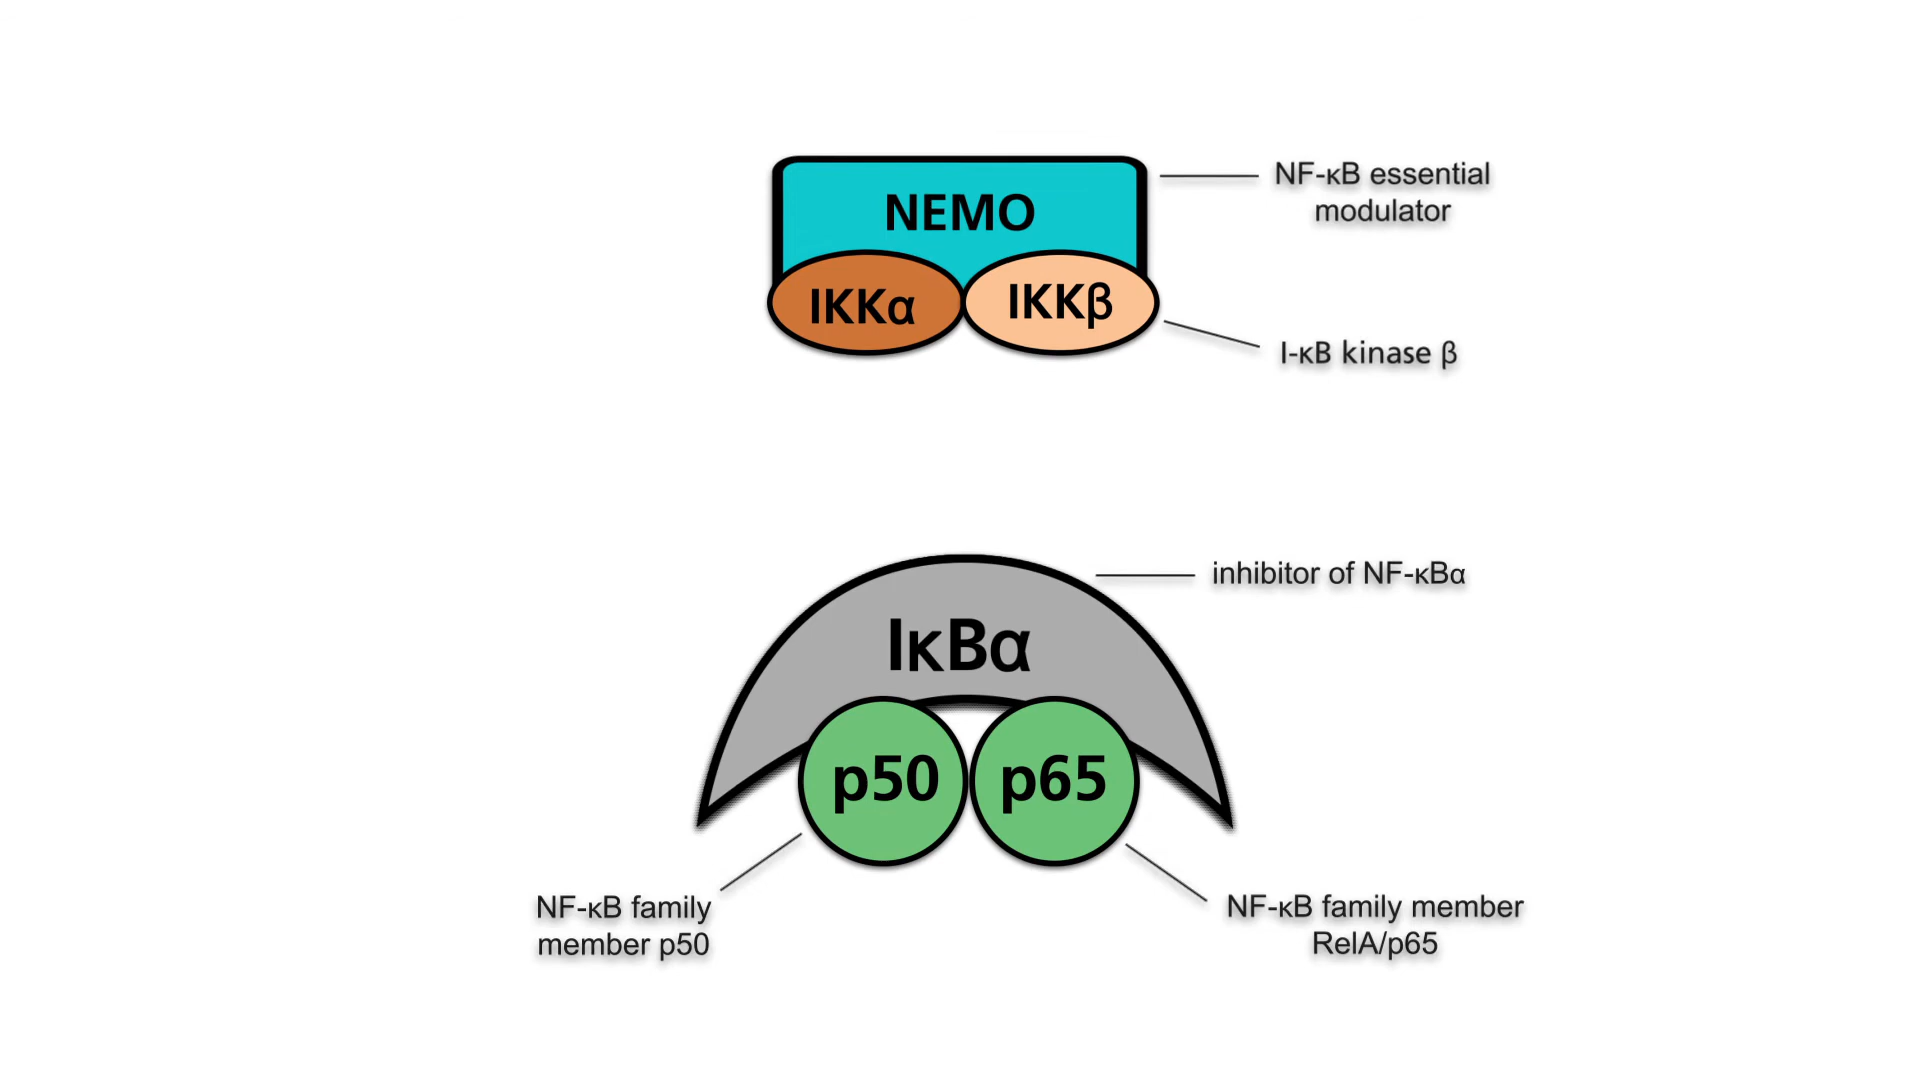 NEMO
NF-κB essential
modulator
IKKα
IKKβ
I-κB kinase β
inhibitor of NF-κBα
IκBα
p50
p65
NF-κB family
member p50
NF-κB family member
RelA/p65